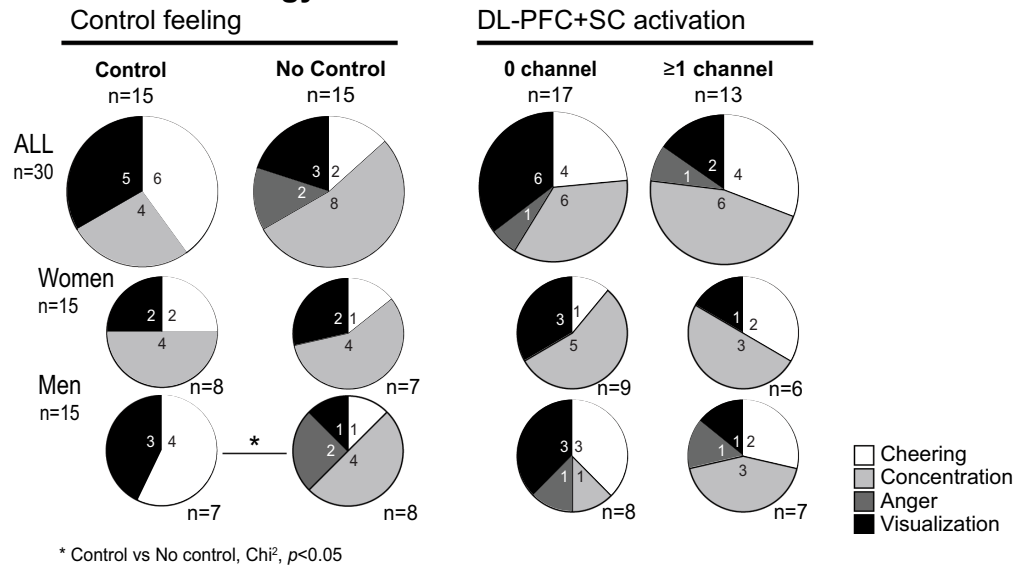 Control feeling
DL-PFC+SC activation
Control
n=15
No Control
n=15
0 channel
n=17
≥1 channel
n=13
ALL
n=30
5 6
4
3 2
2
8
6 4
1 6
2 4
1
6
Women
n=15
2 2
4
n=8
2 1
4
n=7
3 1
5
n=9
1 2
3
n=6
Men
n=15
3 4
n=7
*
1 1
2 4
n=8
3 3
1 1
n=8
1 2
1
3
n=7
Cheering
Concentration
Anger
Visualization
* Control vs No control, Chi², p<0.05